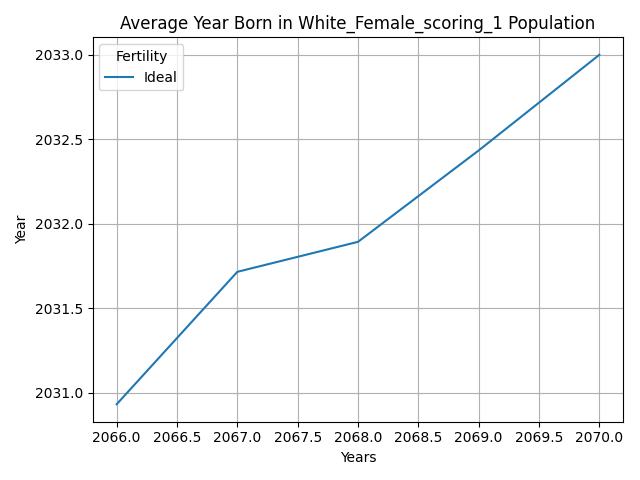 Average Year Born in White_Female_scoring_1 Population
Fertility
Ideal
2033.0
2032.5
2032.0
2031.5
2031.0
Year
2066.0 2066.5 2067.0 2067.5 2068.0 2068.5 2069.0 2069.5 2070.0
Years